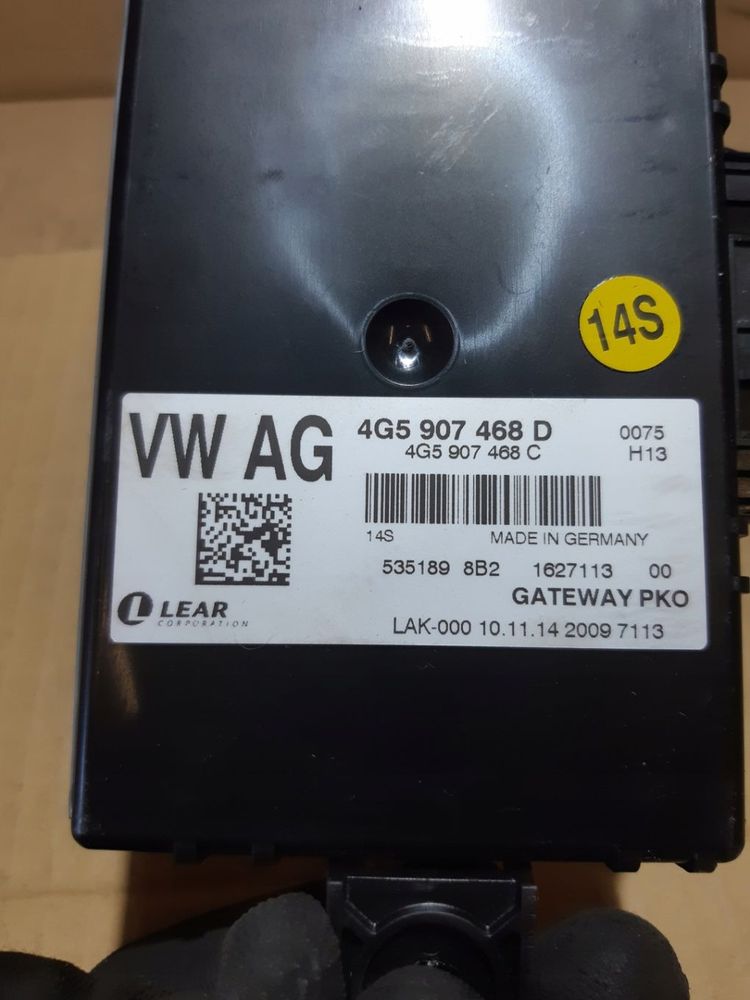 14S
VW AG
4G5 907 468 D
0075
4G5 907 468 C
H13
14S
MADE IN GERMANY
535189 8B2 1627113 00
GATEWAY PKO
L LEAR
CORPORATION
LAK-000 10.11.14 2009 7113